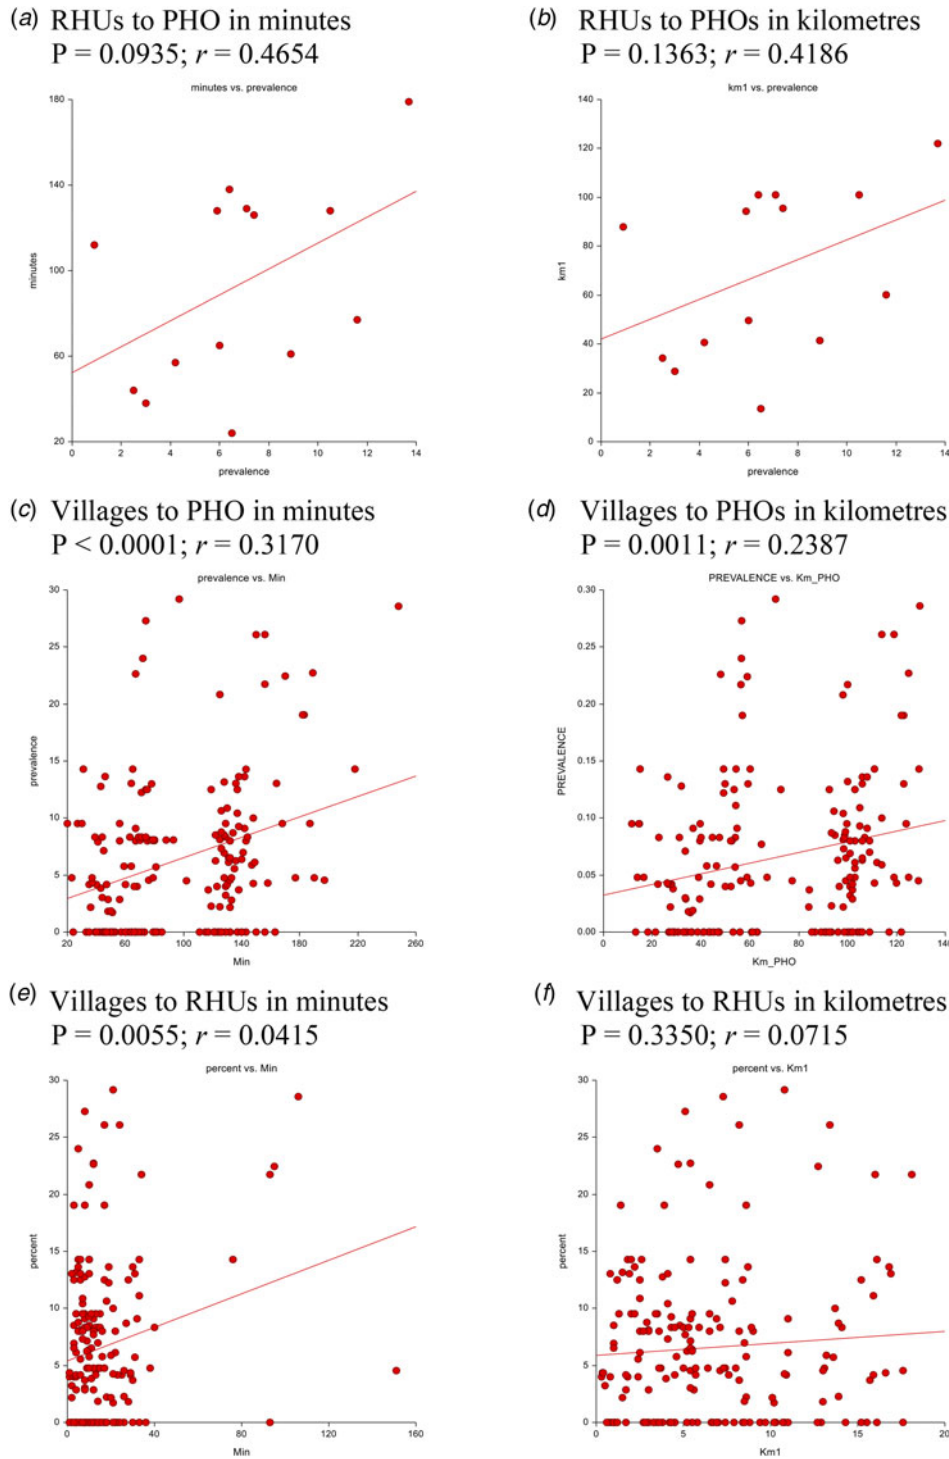 (a) RHUs to PHO in minutes
P = 0.0935; r = 0.4654
minutes vs. prevalence
180
140
100
60
20
minutes
0 2 4 6 8 10 12 14
prevalence
(b) RHUs to PHOs in kilometres
P = 0.1363; r = 0.4186
km1 vs. prevalence
140
120
100
80
60
40
20
0
km1
0 2 4 6 8 10 12 14
prevalence
(c) Villages to PHO in minutes
P < 0.0001; r = 0.3170
prevalence vs. Min
30
25
20
15
10
5
0
prevalence
20 60 100 140 180 220 260
Min
(d) Villages to PHOs in kilometres
P = 0.0011; r = 0.2387
PREVALENCE vs. Km_PHO
0.30
0.25
0.20
0.15
0.10
0.05
0.00
PREVALENCE
0 20 40 60 80 100 120 140
Km_PHO
(e) Villages to RHUs in minutes
P = 0.0055; r = 0.0415
percent vs. Min
30
25
20
15
10
5
0
percent
0 40 80 120 160
Min
(f) Villages to RHUs in kilometres
P = 0.3350; r = 0.0715
percent vs. Km1
30
25
20
15
10
5
0
percent
0 5 10 15 20
Km1